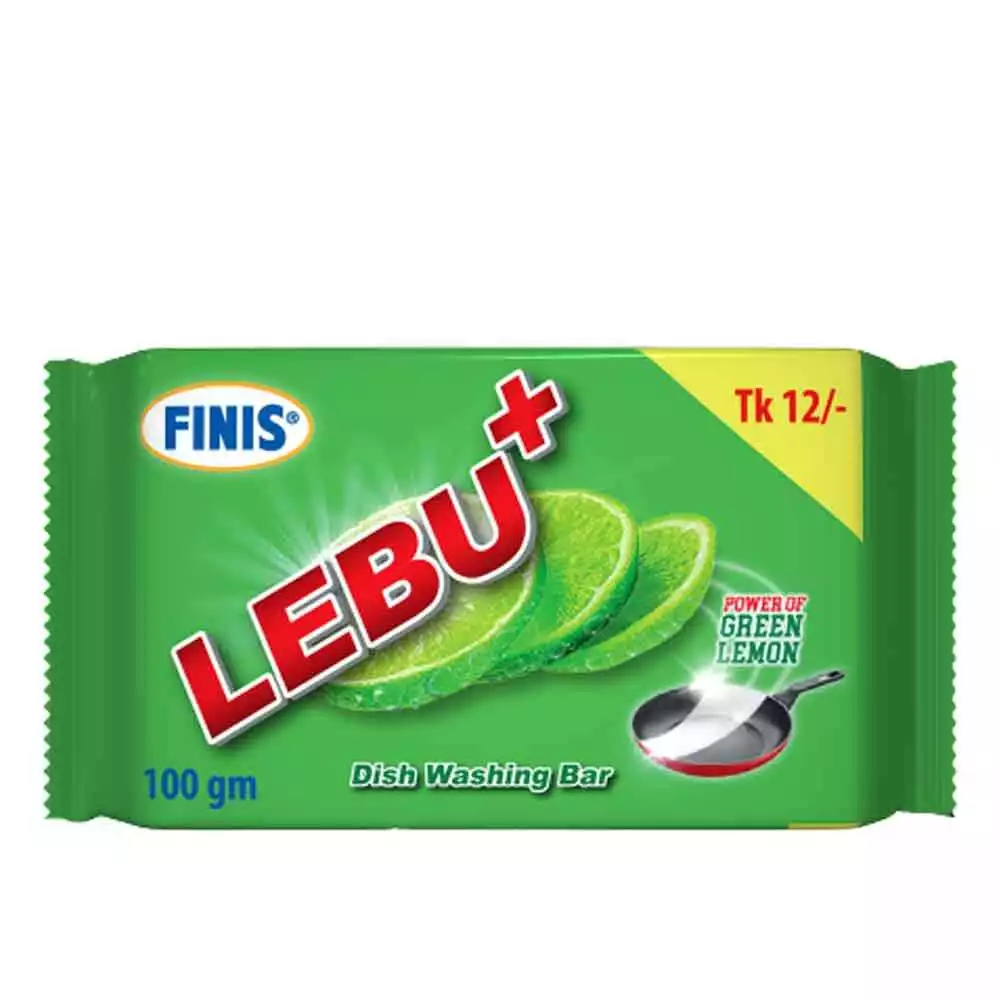 FINIS®
LEBU+
Tk 12/-
POWER OF
GREEN
LEMON
100 gm
Dish Washing Bar